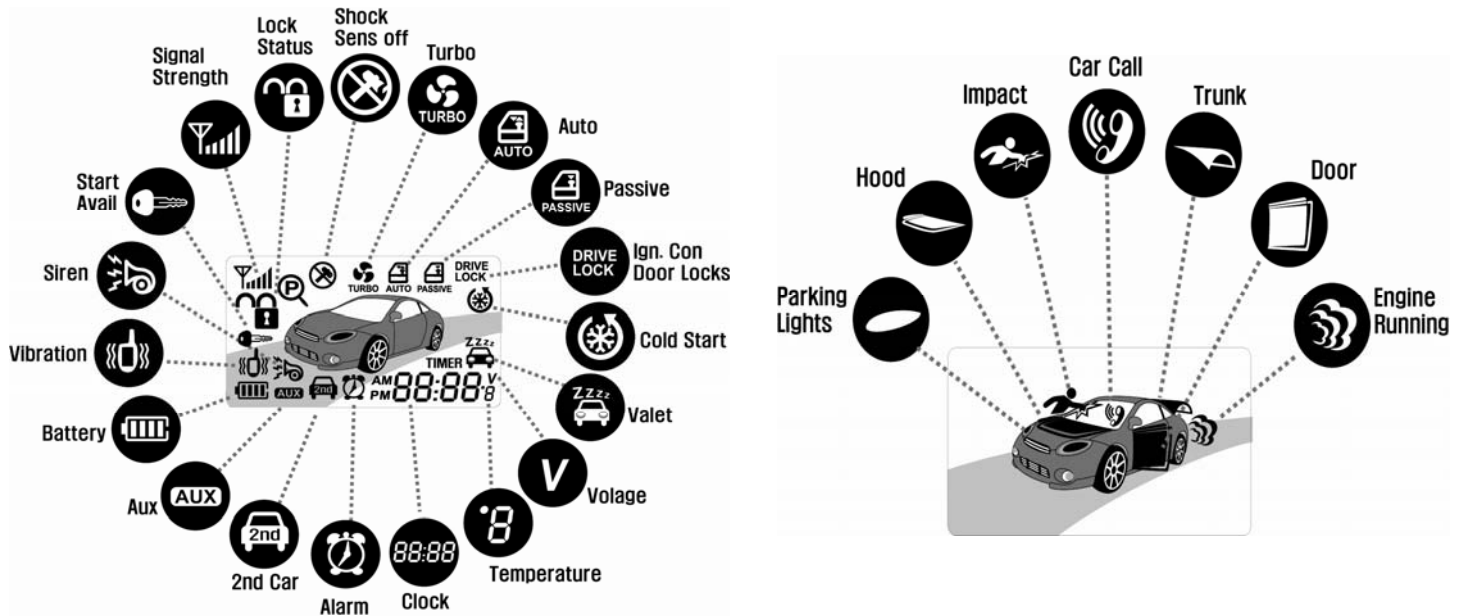 Shock
Sens off
Lock
Status
Turbo
Signal
Strength
TURBO
Auto
AUTO
Start
Avail
Passive
PASSIVE
Siren
DRIVE
LOCK
Ign. Con
Door Locks
P
TURBO
AUTO
PASSIVE
DRIVE
LOCK
Cold Start
Vibration
Zzzz
TIMER
AM
PM
88:88
V
8
AUX
2nd
Zzzz
Valet
Battery
V
Volage
Aux
AUX
2nd
2nd Car
Alarm
88:88
Clock
°8
Temperature
Car Call
Impact
Trunk
Hood
Door
Parking
Lights
Engine
Running